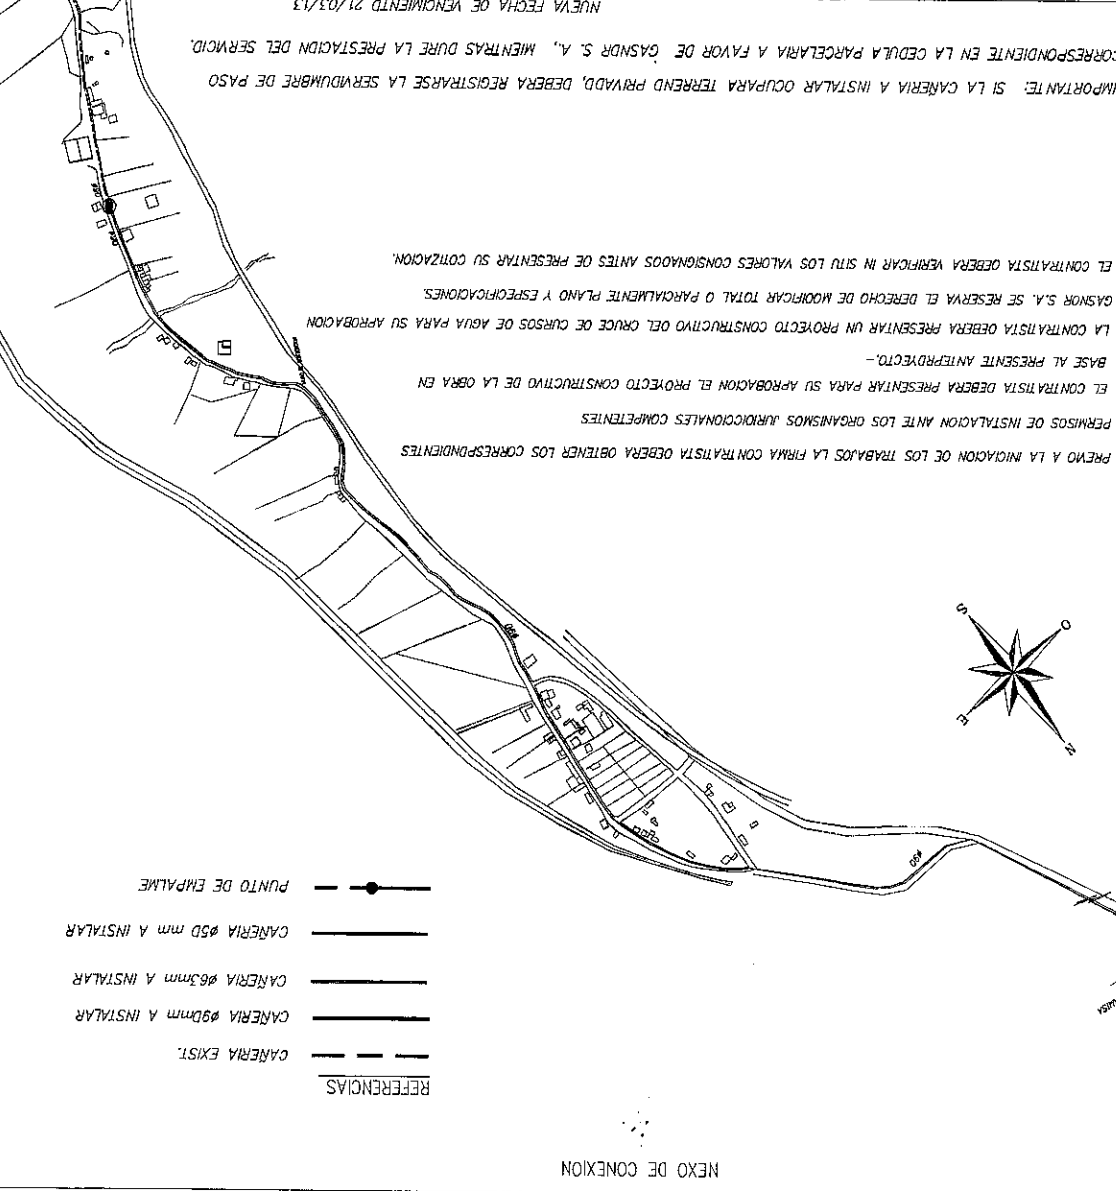 NEXO DE CONEXION
REFERENCIAS
CAÑERIA EXIST.
CAÑERIA ø90mm A INSTALAR
CAÑERIA ø63mm A INSTALAR
CAÑERIA ø50 mm A INSTALAR
PUNTO DE EMPALME
ø90
N
E
O
S
ø90
PREVIO A LA INICIACION DE LOS TRABAJOS LA FIRMA CONTRATISTA DEBERA OBTENER LOS CORRESPONDIENTES
PERMISOS DE INSTALACION ANTE LOS ORGANISMOS JURIDICCIONALES COMPETENTES
EL CONTRATISTA DEBERA PRESENTAR PARA SU APROBACION EL PROYECTO CONSTRUCTIVO DE LA OBRA EN
BASE AL PRESENTE ANTEPROYECTO.-
LA CONTRATISTA DEBERA PRESENTAR UN PROYECTO CONSTRUCTIVO DEL CRUCE DE CURSOS DE AGUA PARA SU APROBACION
GASNOR S.A. SE RESERVA EL DERECHO DE MODIFICAR TOTAL O PARCIALMENTE PLANO Y ESPECIFICACIONES.
EL CONTRATISTA DEBERA VERIFICAR IN SITU LOS VALORES CONSIGNADOS ANTES DE PRESENTAR SU COTIZACION.
ø90
ø90
IMPORTANTE: SI LA CAÑERIA A INSTALAR OCUPARA TERRENO PRIVADO, DEBERA REGISTRARSE LA SERVIDUMBRE DE PASO
CORRESPONDIENTE EN LA CEDULA PARCELARIA A FAVOR DE GASNOR S. A., MIENTRAS DURE LA PRESTACION DEL SERVICIO.
NUEVA FECHA DE VENCIMIENTO 21/03/13